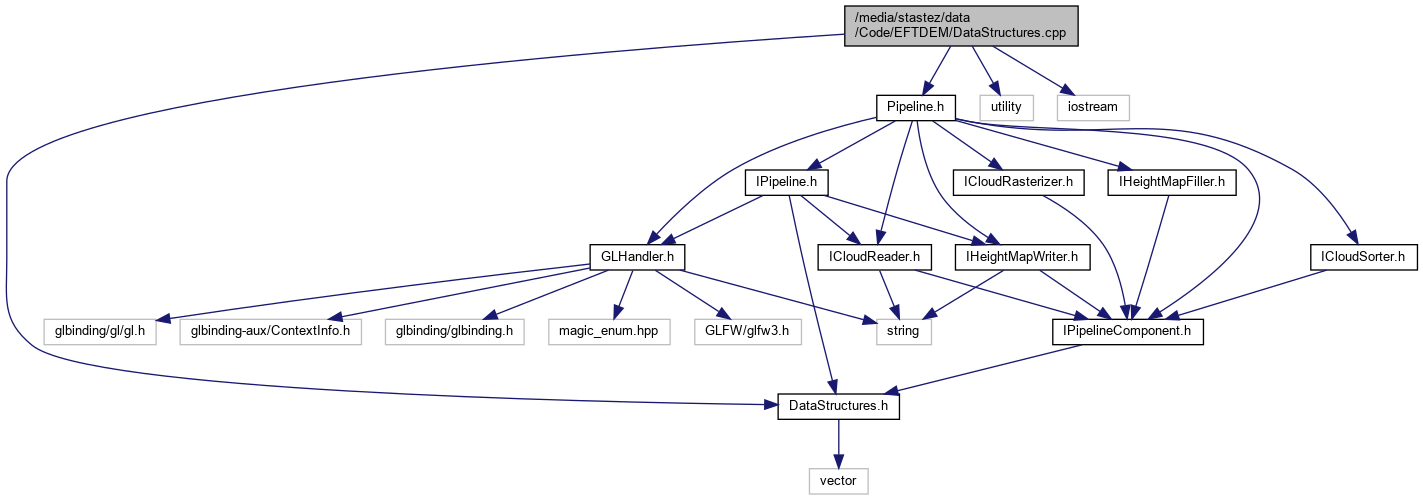 /media/stastez/data
/Code/EFTDEM/DataStructures.cpp
Pipeline.h
utility
iostream
IPipeline.h
ICloudRasterizer.h
IHeightMapFiller.h
GLHandler.h
ICloudReader.h
IHeightMapWriter.h
ICloudSorter.h
glbinding/gl/gl.h
glbinding-aux/ContextInfo.h
glbinding/glbinding.h
magic_enum.hpp
GLFW/glfw3.h
string
IPipelineComponent.h
DataStructures.h
vector